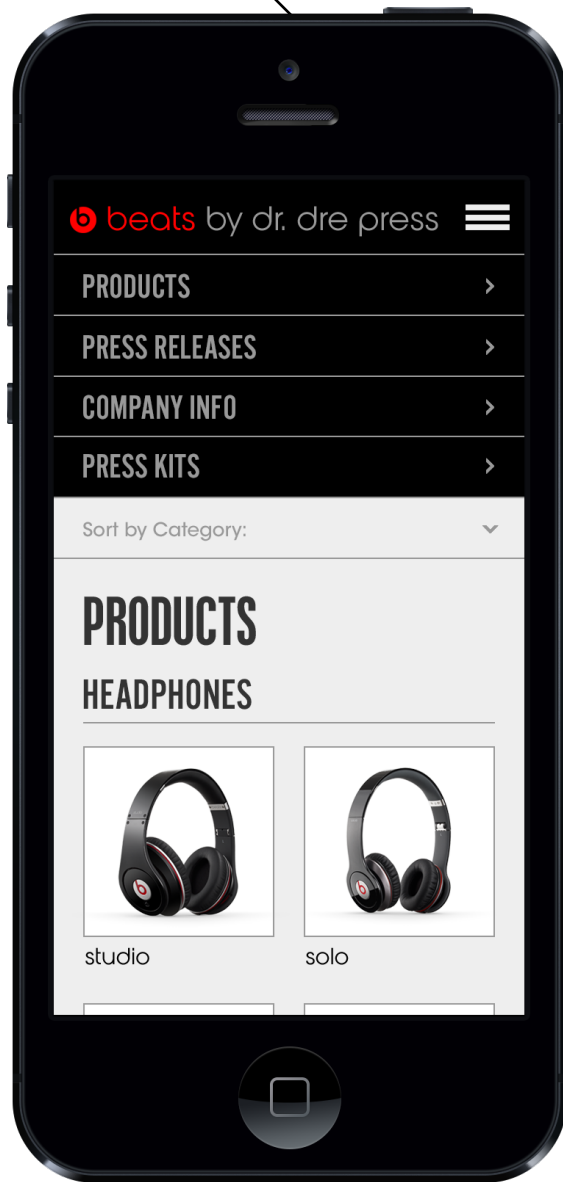 beats by dr. dre press
PRODUCTS
PRESS RELEASES
COMPANY INFO
PRESS KITS
Sort by Category:
PRODUCTS
HEADPHONES
studio
solo